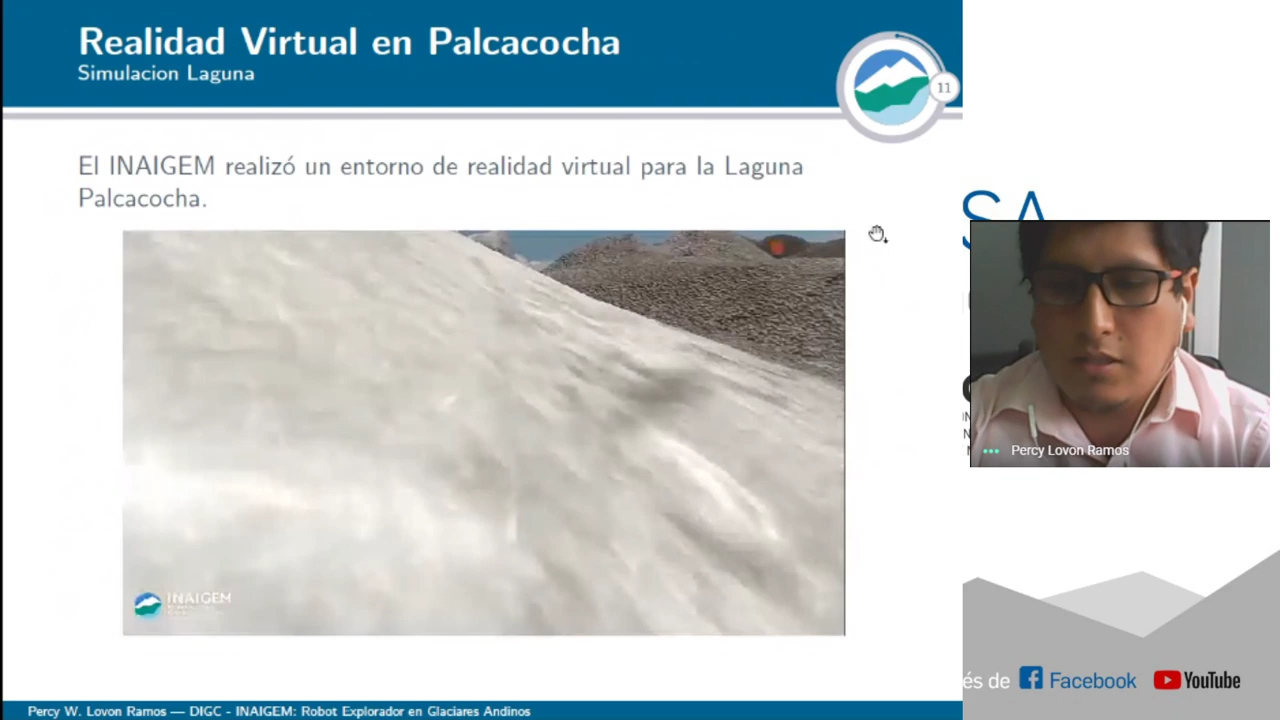 Realidad Virtual en Palcacocha
Simulacion Laguna
11
El INAIGEM realizó un entorno de realidad virtual para la Laguna
Palcacocha.
SA
Percy Lovon Ramos
INAIGEM
és de Facebook YouTube
Percy W. Lovon Ramos — DIGC - INAIGEM: Robot Explorador en Glaciares Andinos